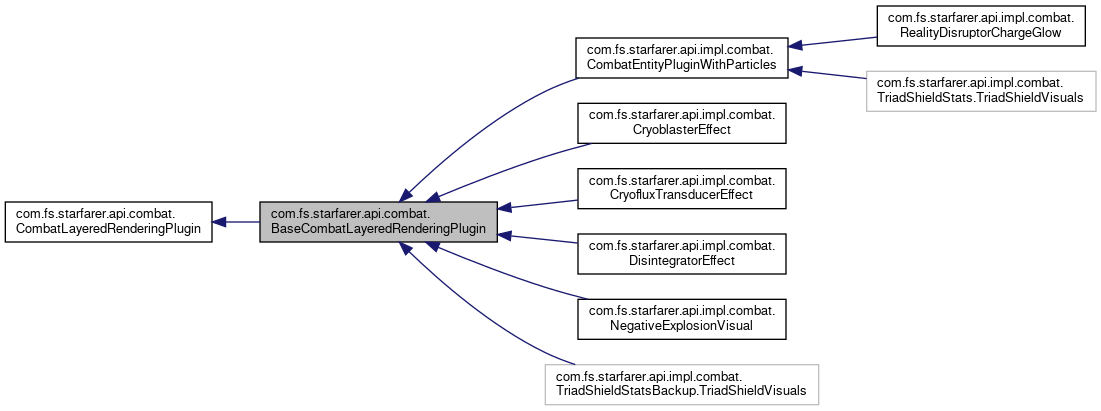 com.fs.starfarer.api.combat.
CombatLayeredRenderingPlugin
com.fs.starfarer.api.combat.
BaseCombatLayeredRenderingPlugin
com.fs.starfarer.api.impl.combat.
CombatEntityPluginWithParticles
com.fs.starfarer.api.impl.combat.
RealityDisruptorChargeGlow
com.fs.starfarer.api.impl.combat.
TriadShieldStats.TriadShieldVisuals
com.fs.starfarer.api.impl.combat.
CryoblasterEffect
com.fs.starfarer.api.impl.combat.
CryofluxTransducerEffect
com.fs.starfarer.api.impl.combat.
DisintegratorEffect
com.fs.starfarer.api.impl.combat.
NegativeExplosionVisual
com.fs.starfarer.api.impl.combat.
TriadShieldStatsBackup.TriadShieldVisuals